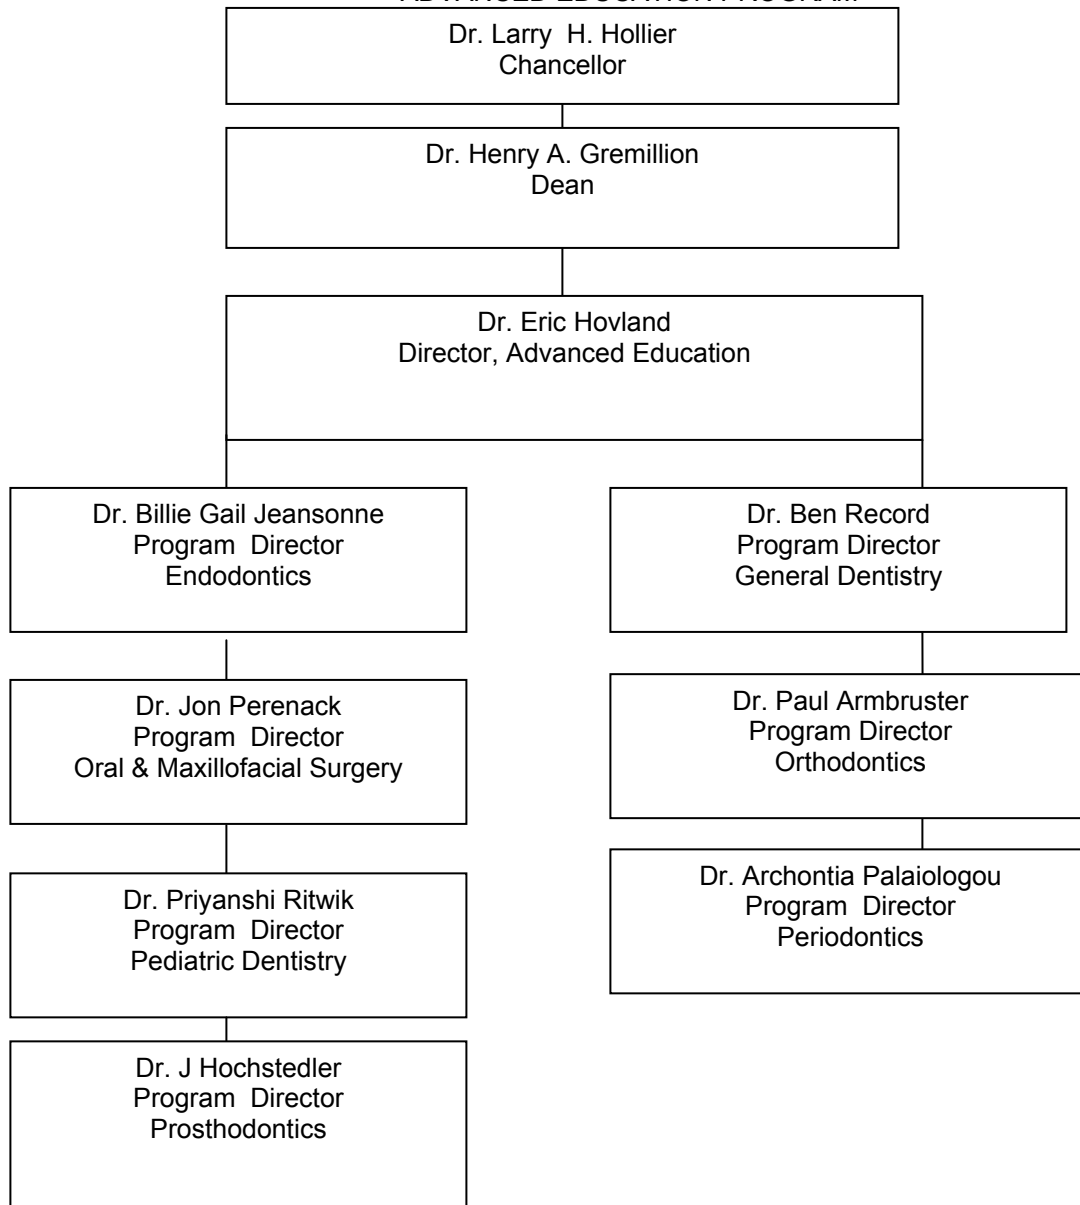 ADVANCED EDUCATION PROGRAM
Dr. Larry H. Hollier
Chancellor
Dr. Henry A. Gremillion
Dean
Dr. Eric Hovland
Director, Advanced Education
Dr. Billie Gail Jeansonne
Program Director
Endodontics
Dr. Ben Record
Program Director
General Dentistry
Dr. Jon Perenack
Program Director
Oral & Maxillofacial Surgery
Dr. Paul Armbruster
Program Director
Orthodontics
Dr. Priyanshi Ritwik
Program Director
Pediatric Dentistry
Dr. Archontia Palaiologou
Program Director
Periodontics
Dr. J Hochstedler
Program Director
Prosthodontics